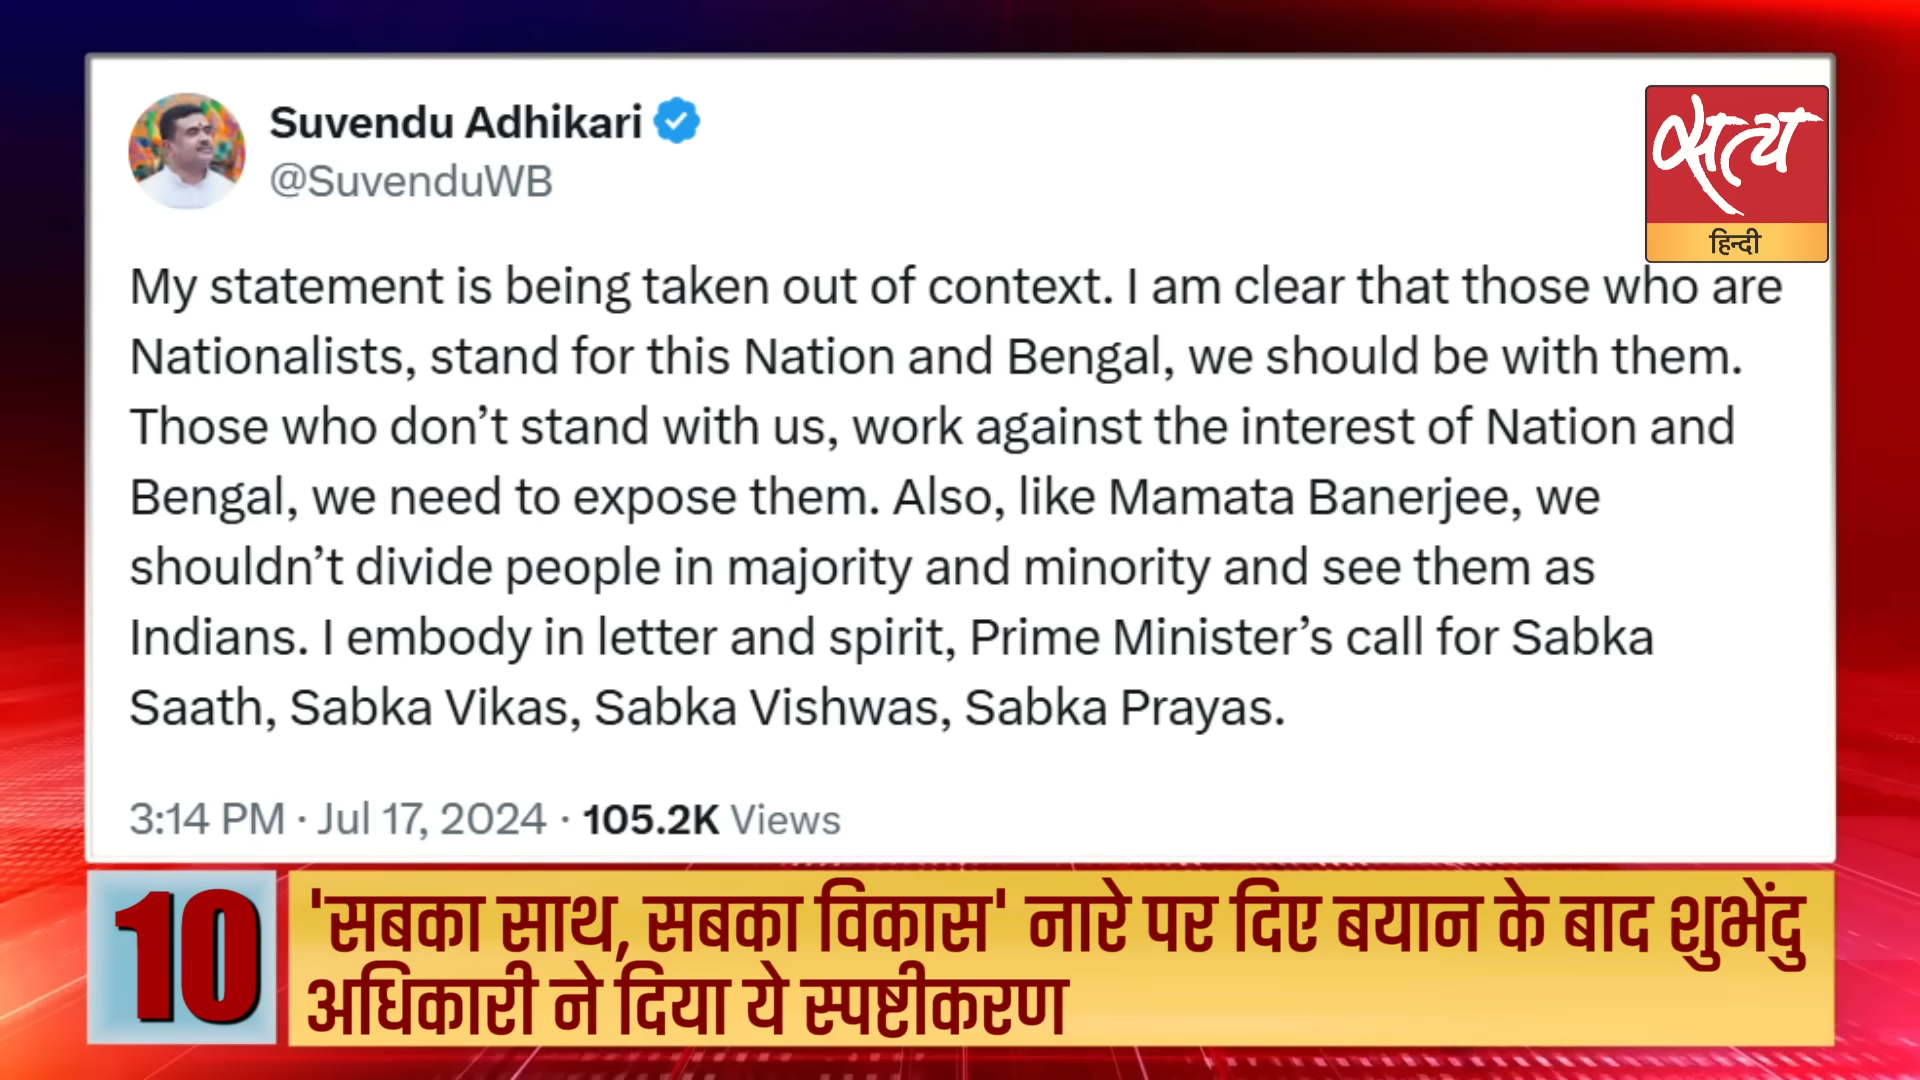 Suvendu Adhikari
@SuvenduWB
सत्य
हिन्दी
My statement is being taken out of context. I am clear that those who are
Nationalists, stand for this Nation and Bengal, we should be with them.
Those who don’t stand with us, work against the interest of Nation and
Bengal, we need to expose them. Also, like Mamata Banerjee, we
shouldn’t divide people in majority and minority and see them as
Indians. I embody in letter and spirit, Prime Minister’s call for Sabka
Saath, Sabka Vikas, Sabka Vishwas, Sabka Prayas.
3:14 PM · Jul 17, 2024 · 105.2K Views
10
'सबका साथ, सबका विकास' नारे पर दिए बयान के बाद शुभेंदु
अधिकारी ने दिया ये स्पष्टीकरण